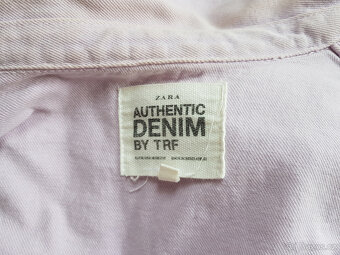 ZARA
AUTHENTIC
DENIM
BY TRF